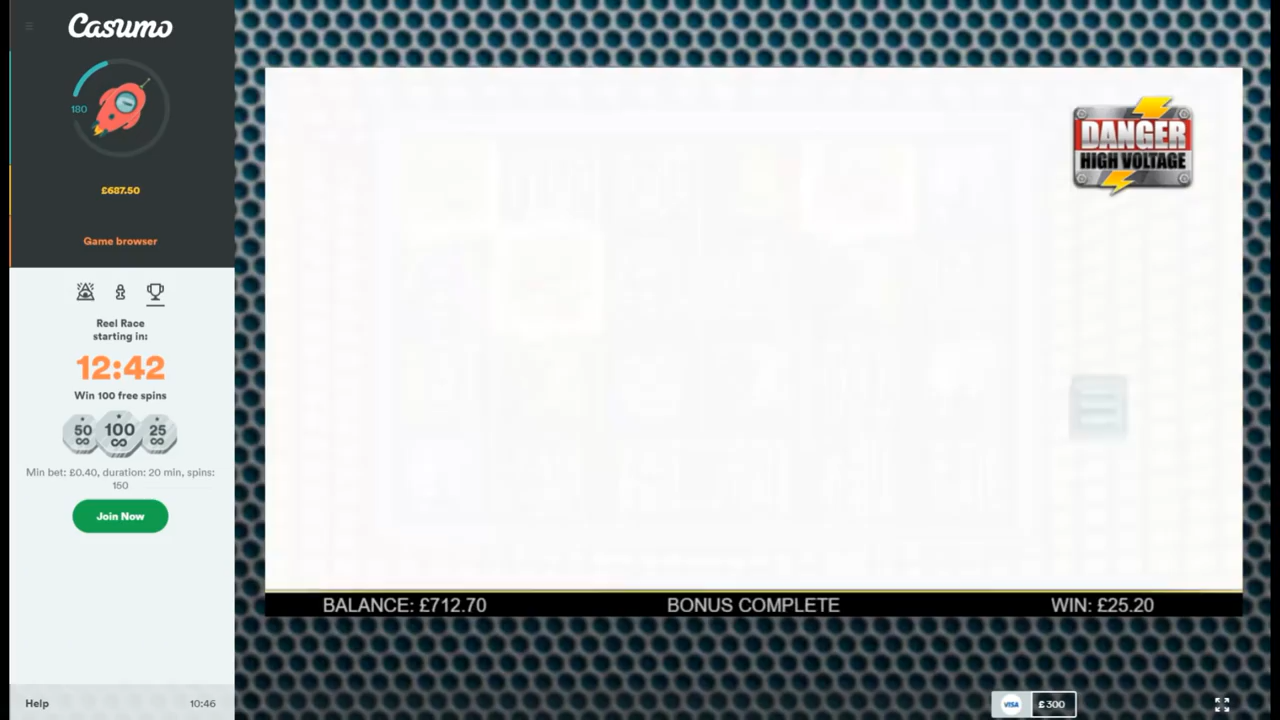 Casumo
180
£687.50
Game browser
Reel Race
starting in:
12:42
Win 100 free spins
50 100 25
∞ ∞ ∞
Min bet: £0.40, duration: 20 min, spins:
150
Join Now
Help 10:46
DANGER
HIGH VOLTAGE
BALANCE: £712.70 BONUS COMPLETE WIN: £25.20
VISA £300